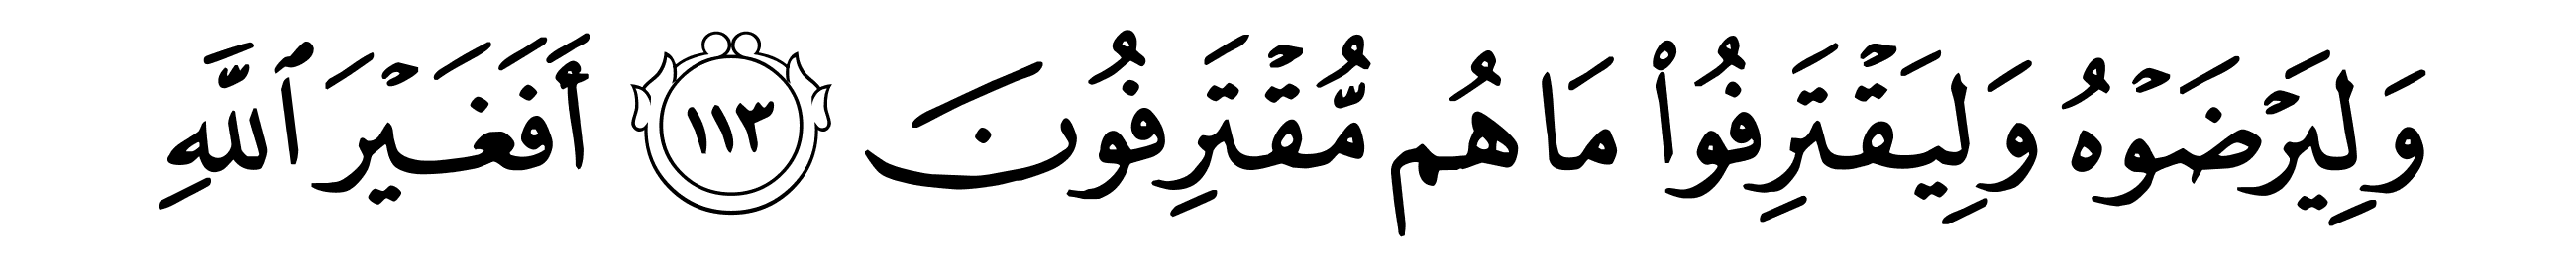 وَلِيَرۡضَوۡهُ وَلِيَقۡتَرِفُواْ مَا هُم مُّقۡتَرِفُونَ ١١٣ أَفَغَيۡرَ ٱللَّهِ